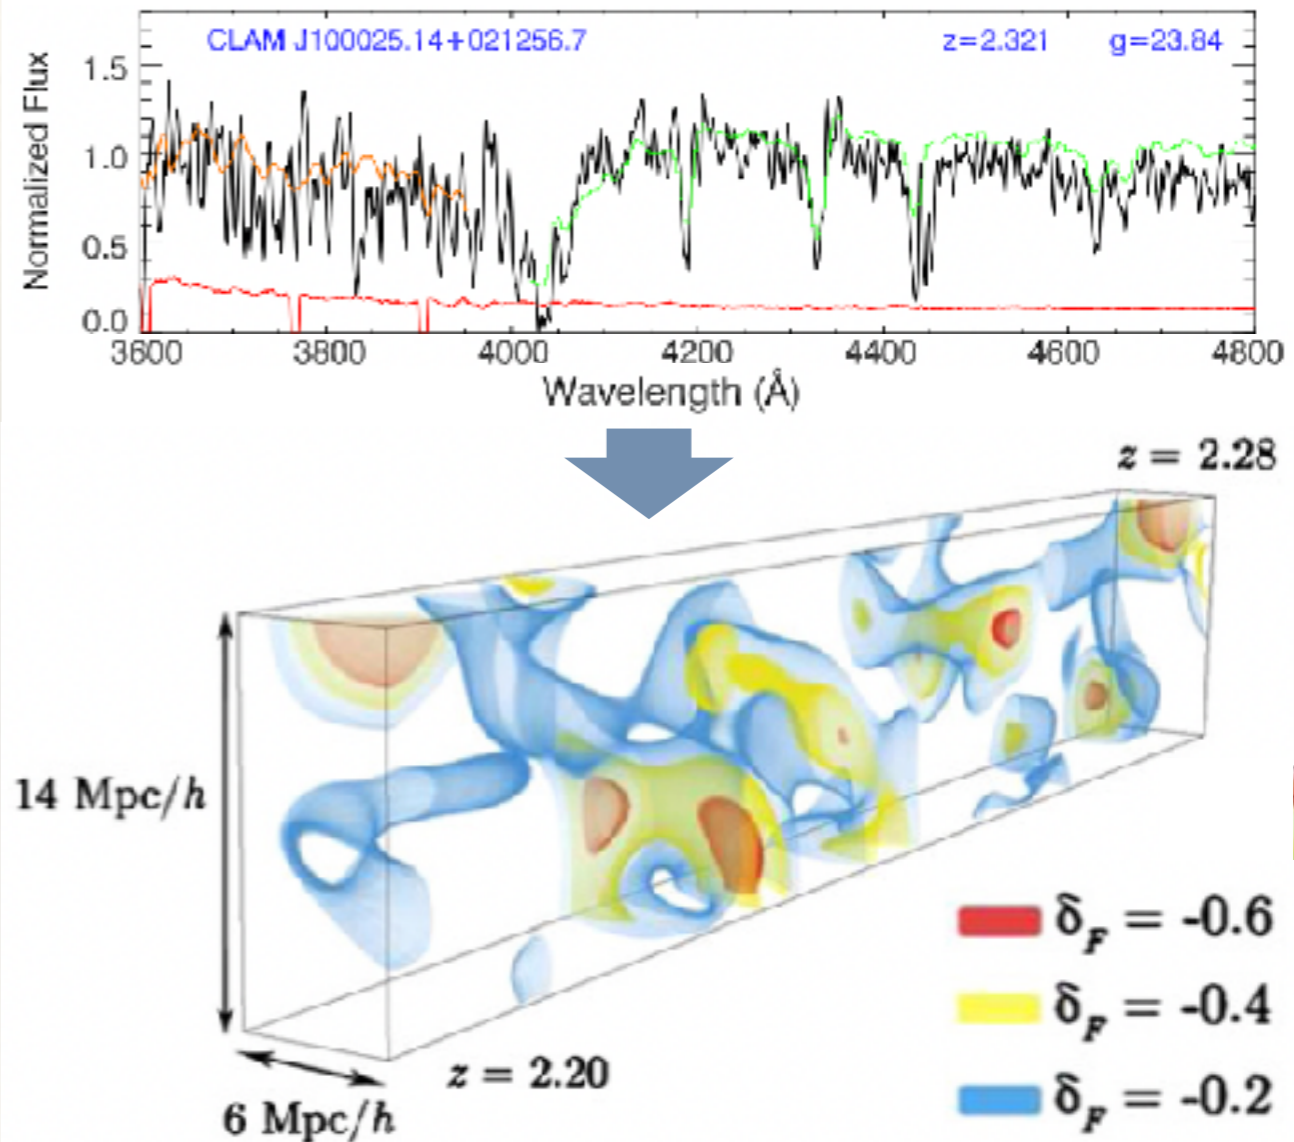 CLAM J100025.14+021256.7 z=2.321 g=23.84
Normalized Flux
1.5
1.0
0.5
0.0
3600 3800 4000 4200 4400 4600 4800
Wavelength (Å)
z = 2.28
14 Mpc/h
6 Mpc/h
z = 2.20
δF = -0.6
δF = -0.4
δF = -0.2